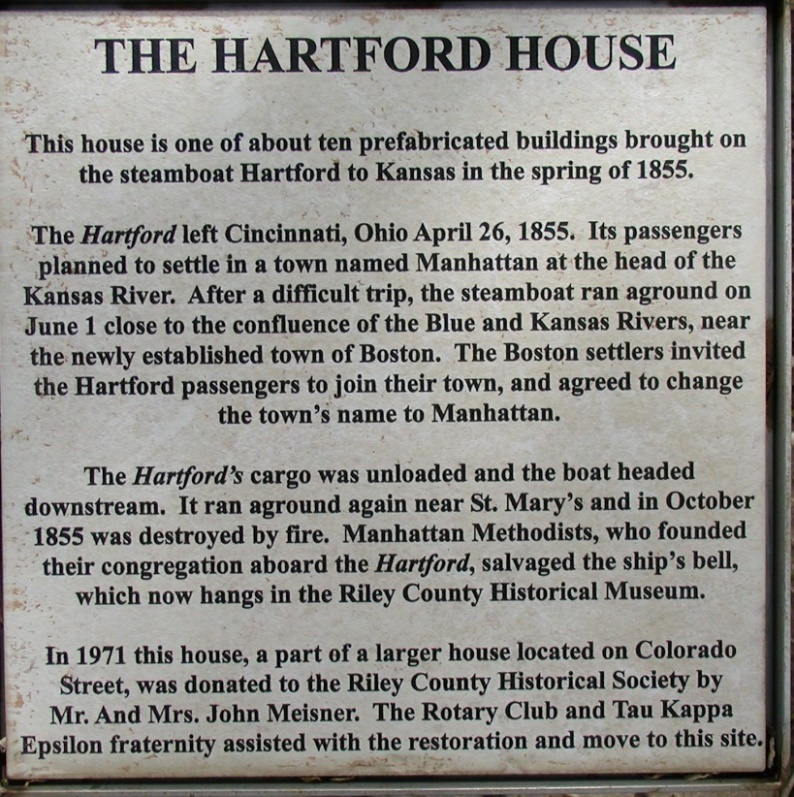 THE HARTFORD HOUSE
This house is one of about ten prefabricated buildings brought on
the steamboat Hartford to Kansas in the spring of 1855.
The Hartford left Cincinnati, Ohio April 26, 1855.  Its passengers
planned to settle in a town named Manhattan at the head of the
Kansas River.  After a difficult trip, the steamboat ran aground on
June 1 close to the confluence of the Blue and Kansas Rivers, near
the newly established town of Boston.  The Boston settlers invited
the Hartford passengers to join their town, and agreed to change
the town's name to Manhattan.
The Hartford's cargo was unloaded and the boat headed
downstream.  It ran aground again near St. Mary's and in October
1855 was destroyed by fire.  Manhattan Methodists, who founded
their congregation aboard the Hartford, salvaged the ship's bell,
which now hangs in the Riley County Historical Museum.
In 1971 this house, a part of a larger house located on Colorado
Street, was donated to the Riley County Historical Society by
Mr. And Mrs. John Meisner.  The Rotary Club and Tau Kappa
Epsilon fraternity assisted with the restoration and move to this site.